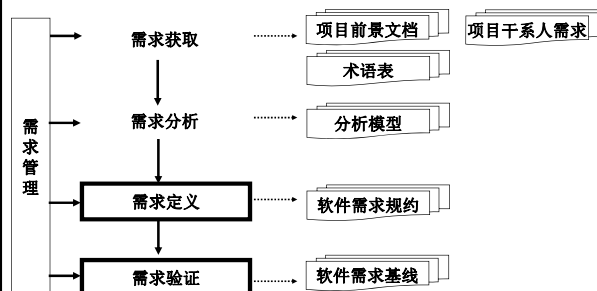 需求管理
需求获取
项目前景文档
项目干系人需求
术语表
需求分析
分析模型
需求定义
软件需求规约
需求验证
软件需求基线